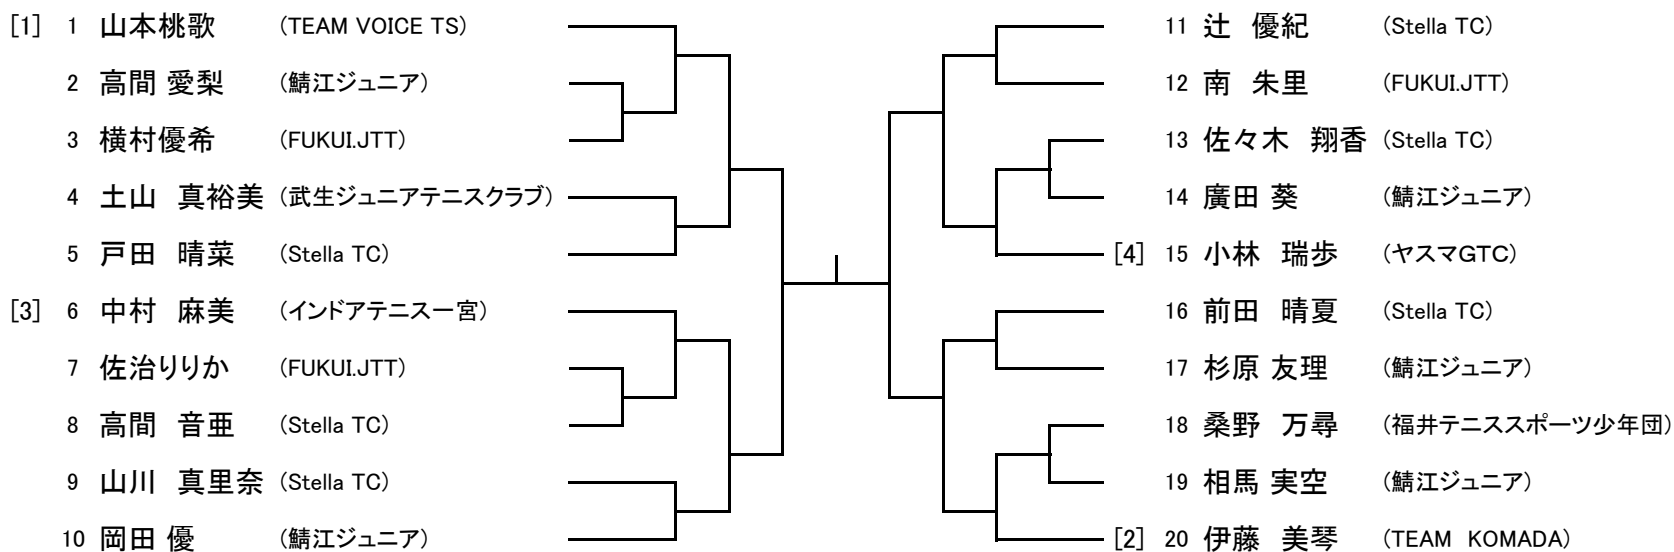 [1] 1 山本桃歌 (TEAM VOICE TS)
2 高間 愛梨 (鯖江ジュニア)
3 横村優希 (FUKUI.JTT)
4 土山 真裕美 (武生ジュニアテニスクラブ)
5 戸田 晴菜 (Stella TC)
[3] 6 中村 麻美 (インドアテニス一宮)
7 佐治りりか (FUKUI.JTT)
8 高間 音亜 (Stella TC)
9 山川 真里奈 (Stella TC)
10 岡田 優 (鯖江ジュニア)
11 辻 優紀 (Stella TC)
12 南 朱里 (FUKUI.JTT)
13 佐々木 翔香 (Stella TC)
14 廣田 葵 (鯖江ジュニア)
[4] 15 小林 瑞歩 (ヤスマGTC)
16 前田 晴夏 (Stella TC)
17 杉原 友理 (鯖江ジュニア)
18 桑野 万尋 (福井テニススポーツ少年団)
19 相馬 実空 (鯖江ジュニア)
[2] 20 伊藤 美琴 (TEAM KOMADA)